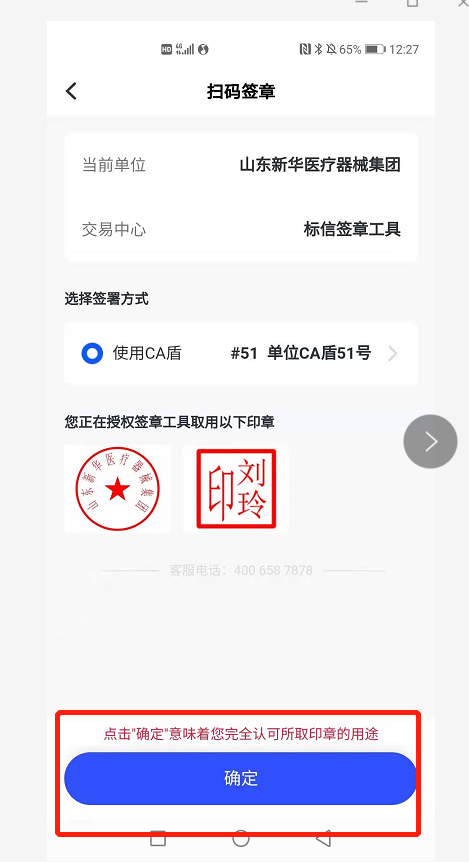 HD 4G 65% 12:27
扫码签章
当前单位 山东新华医疗器械集团
交易中心 标信签章工具
选择签署方式
使用CA盾 #51 单位CA盾51号
您正在授权签章工具取用以下印章
山东新华医疗器械集团
刘玲印
客服电话：400 658 7878
点击"确定"意味着您完全认可所取印章的用途
确定